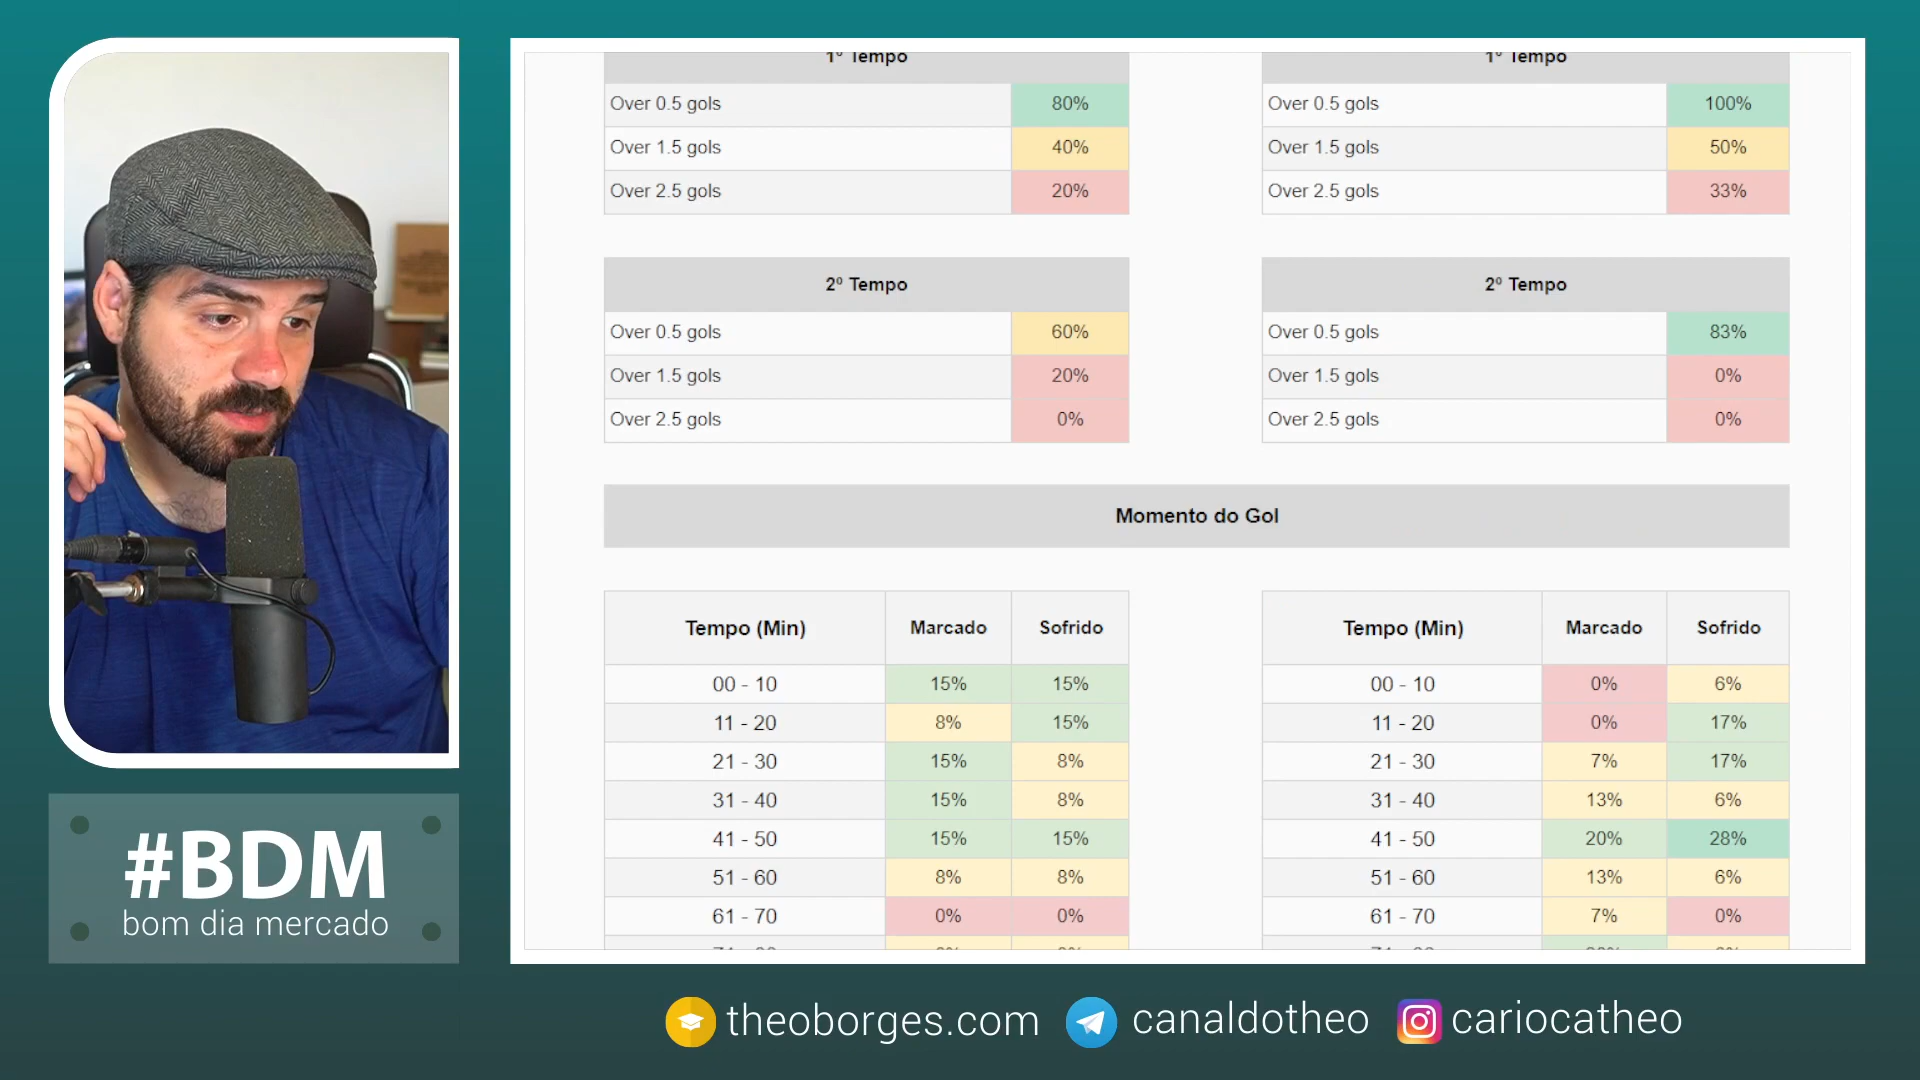 1º Tempo
1º Tempo
Over 0.5 gols 80%
Over 0.5 gols 100%
Over 1.5 gols 40%
Over 1.5 gols 50%
Over 2.5 gols 20%
Over 2.5 gols 33%
2º Tempo
2º Tempo
Over 0.5 gols 60%
Over 0.5 gols 83%
Over 1.5 gols 20%
Over 1.5 gols 0%
Over 2.5 gols 0%
Over 2.5 gols 0%
Momento do Gol
Tempo (Min) Marcado Sofrido
Tempo (Min) Marcado Sofrido
00 - 10 15% 15%
00 - 10 0% 6%
11 - 20 8% 15%
11 - 20 0% 17%
21 - 30 15% 8%
21 - 30 7% 17%
31 - 40 15% 8%
31 - 40 13% 6%
41 - 50 15% 15%
41 - 50 20% 28%
51 - 60 8% 8%
51 - 60 13% 6%
61 - 70 0% 0%
61 - 70 7% 0%
#BDM
bom dia mercado
theoborges.com
canaldotheo
cariocatheo